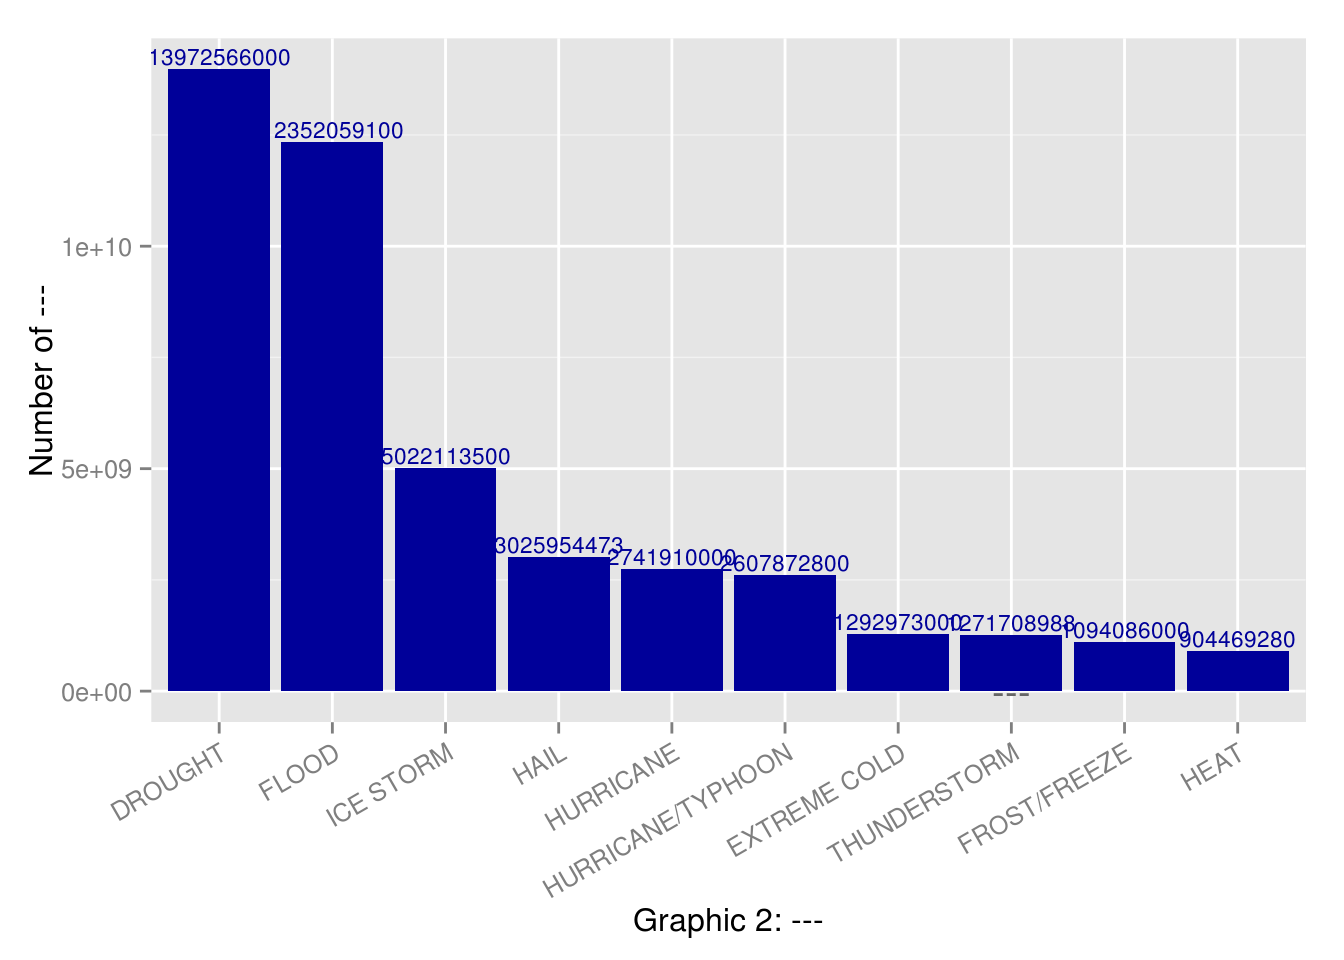 13972566000
2352059100
5022113500
3025954473
2741910000
2607872800
1292973000
1271708988
1094086000
904469280
1e+10
5e+09
0e+00
Number of ---
---
DROUGHT
FLOOD
ICE STORM
HAIL
HURRICANE
HURRICANE/TYPHOON
EXTREME COLD
THUNDERSTORM
FROST/FREEZE
HEAT
Graphic 2: ---